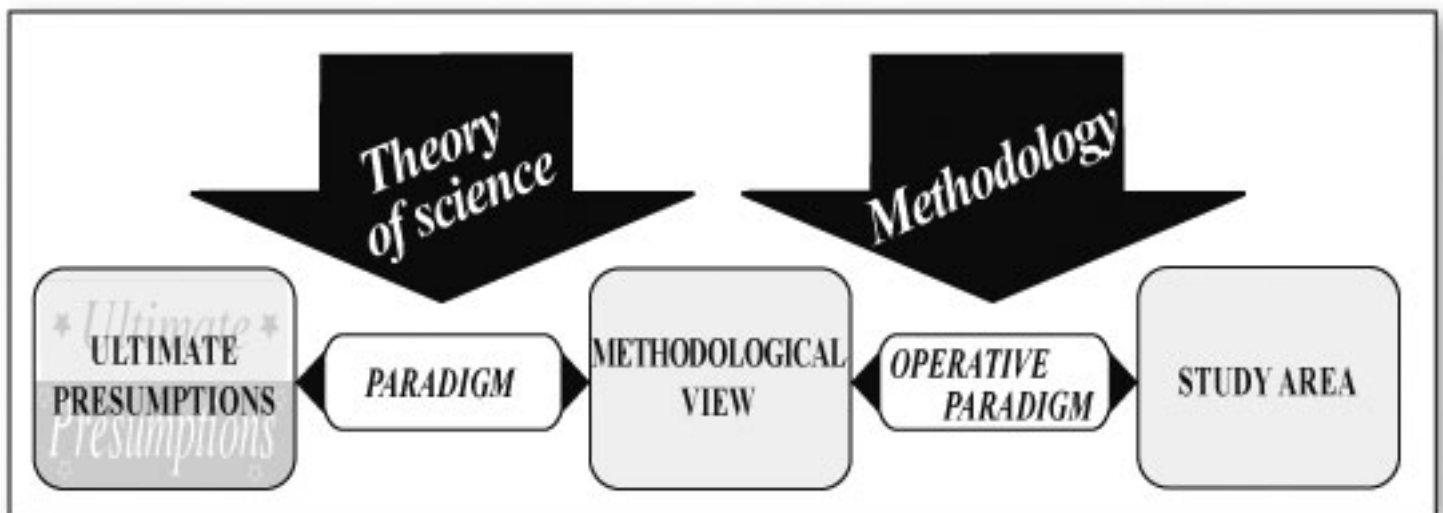 Theory
of science
Methodology
Ultimate
ULTIMATE
PRESUMPTIONS
Presumptions
PARADIGM
METHODOLOGICAL
VIEW
OPERATIVE
PARADIGM
STUDY AREA